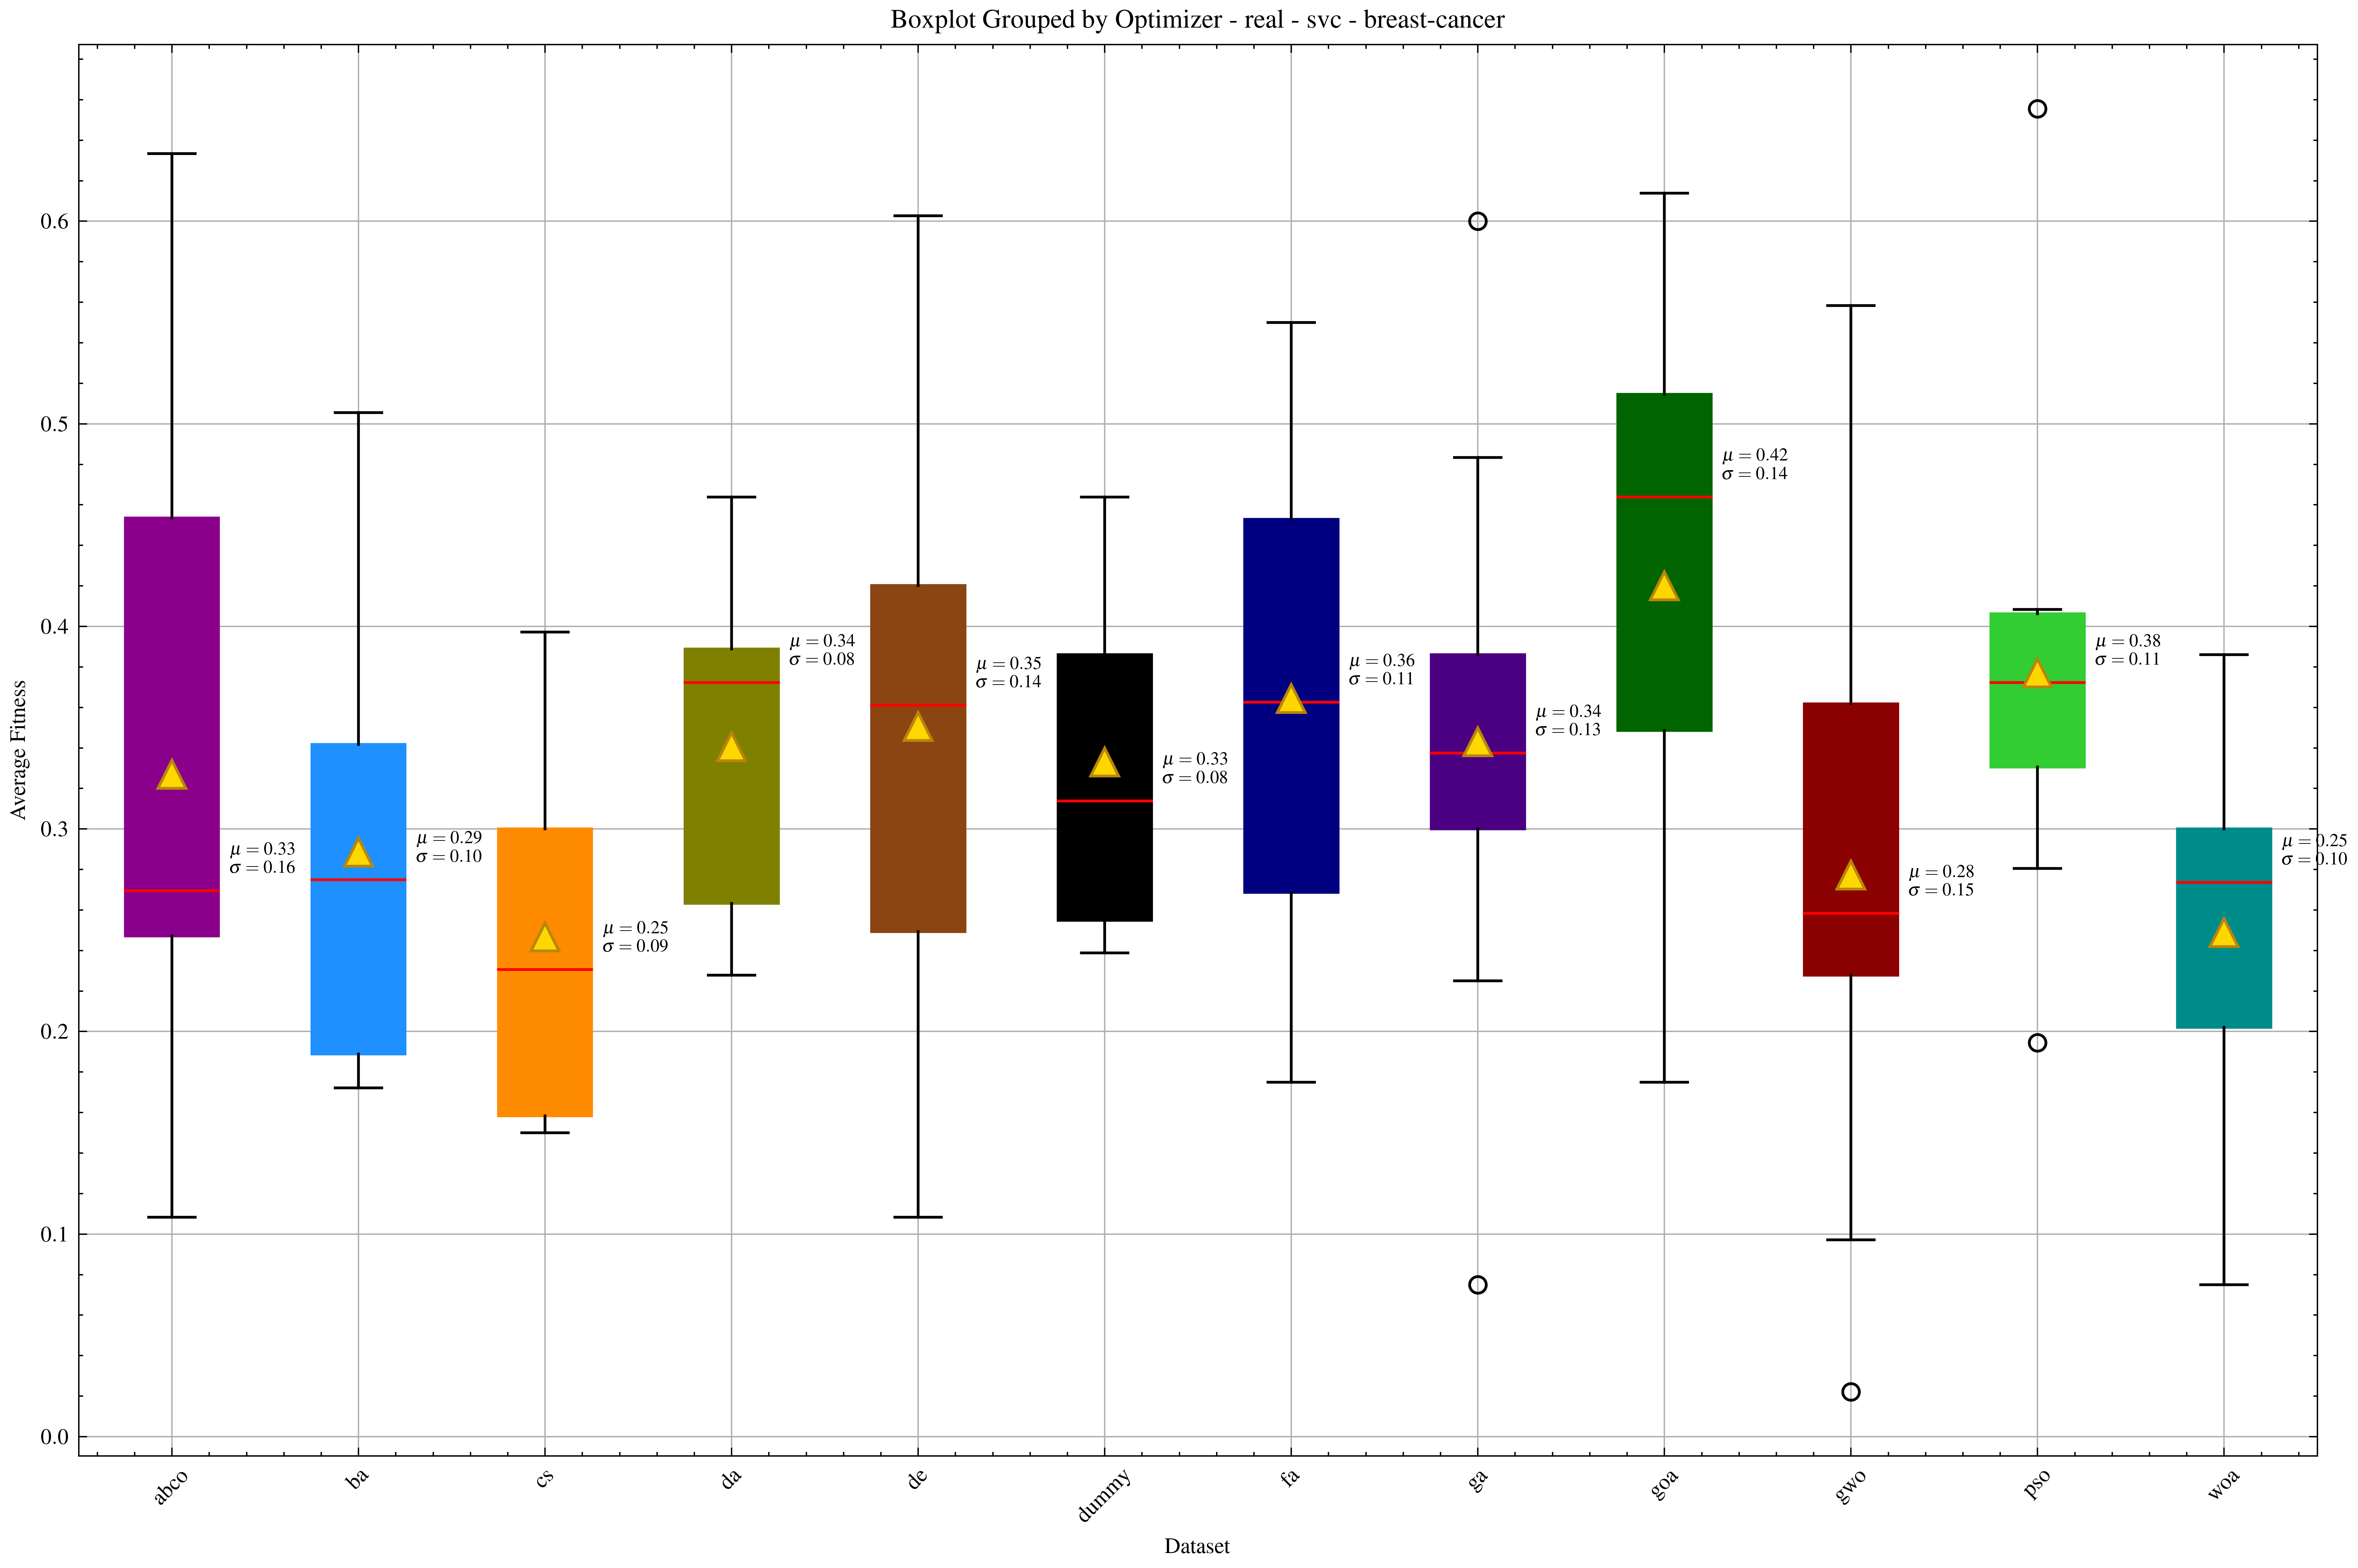 Boxplot Grouped by Optimizer - real - svc - breast-cancer
Average Fitness
0.6
0.5
0.4
0.3
0.2
0.1
0.0
μ = 0.33
σ = 0.16
μ = 0.29
σ = 0.10
μ = 0.25
σ = 0.09
μ = 0.34
σ = 0.08
μ = 0.35
σ = 0.14
μ = 0.33
σ = 0.08
μ = 0.36
σ = 0.11
μ = 0.34
σ = 0.13
μ = 0.42
σ = 0.14
μ = 0.28
σ = 0.15
μ = 0.38
σ = 0.11
μ = 0.25
σ = 0.10
abco
ba
cs
da
de
dummy
fa
ga
goa
gwo
pso
woa
Dataset